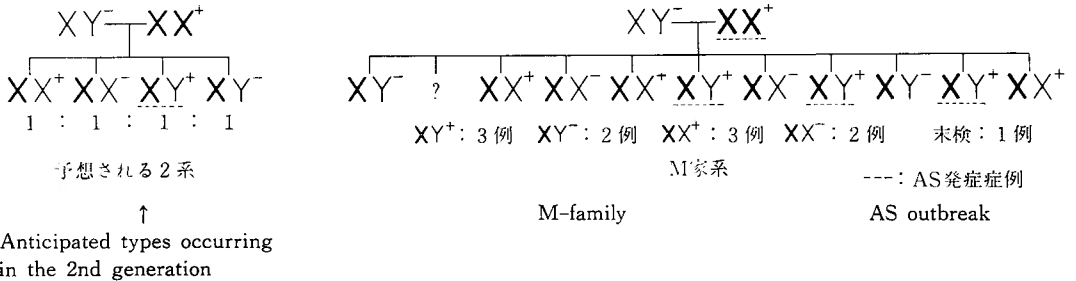 XY⁻ XX⁺
XX⁺ XX⁻ XY⁺ XY⁻
1 : 1 : 1 : 1
予想される2系
↑
Anticipated types occurring
in the 2nd generation
XY⁻ XX⁺
XY⁻ ? XX⁺ XX⁻ XX⁺ XY⁺ XX⁻ XY⁺ XY⁻ XY⁺ XX⁺
XY⁺: 3例 XY⁻: 2例 XX⁺: 3例 XX⁻: 2例 末検: 1例
M家系
---: AS発症症例
M-family
AS outbreak